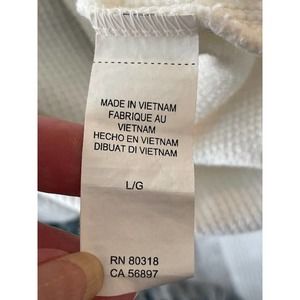 MADE IN VIETNAM
FABRIQUE AU
VIETNAM
HECHO EN VIETNAM
DIBUAT DI VIETNAM
L/G
RN 80318
CA 56897